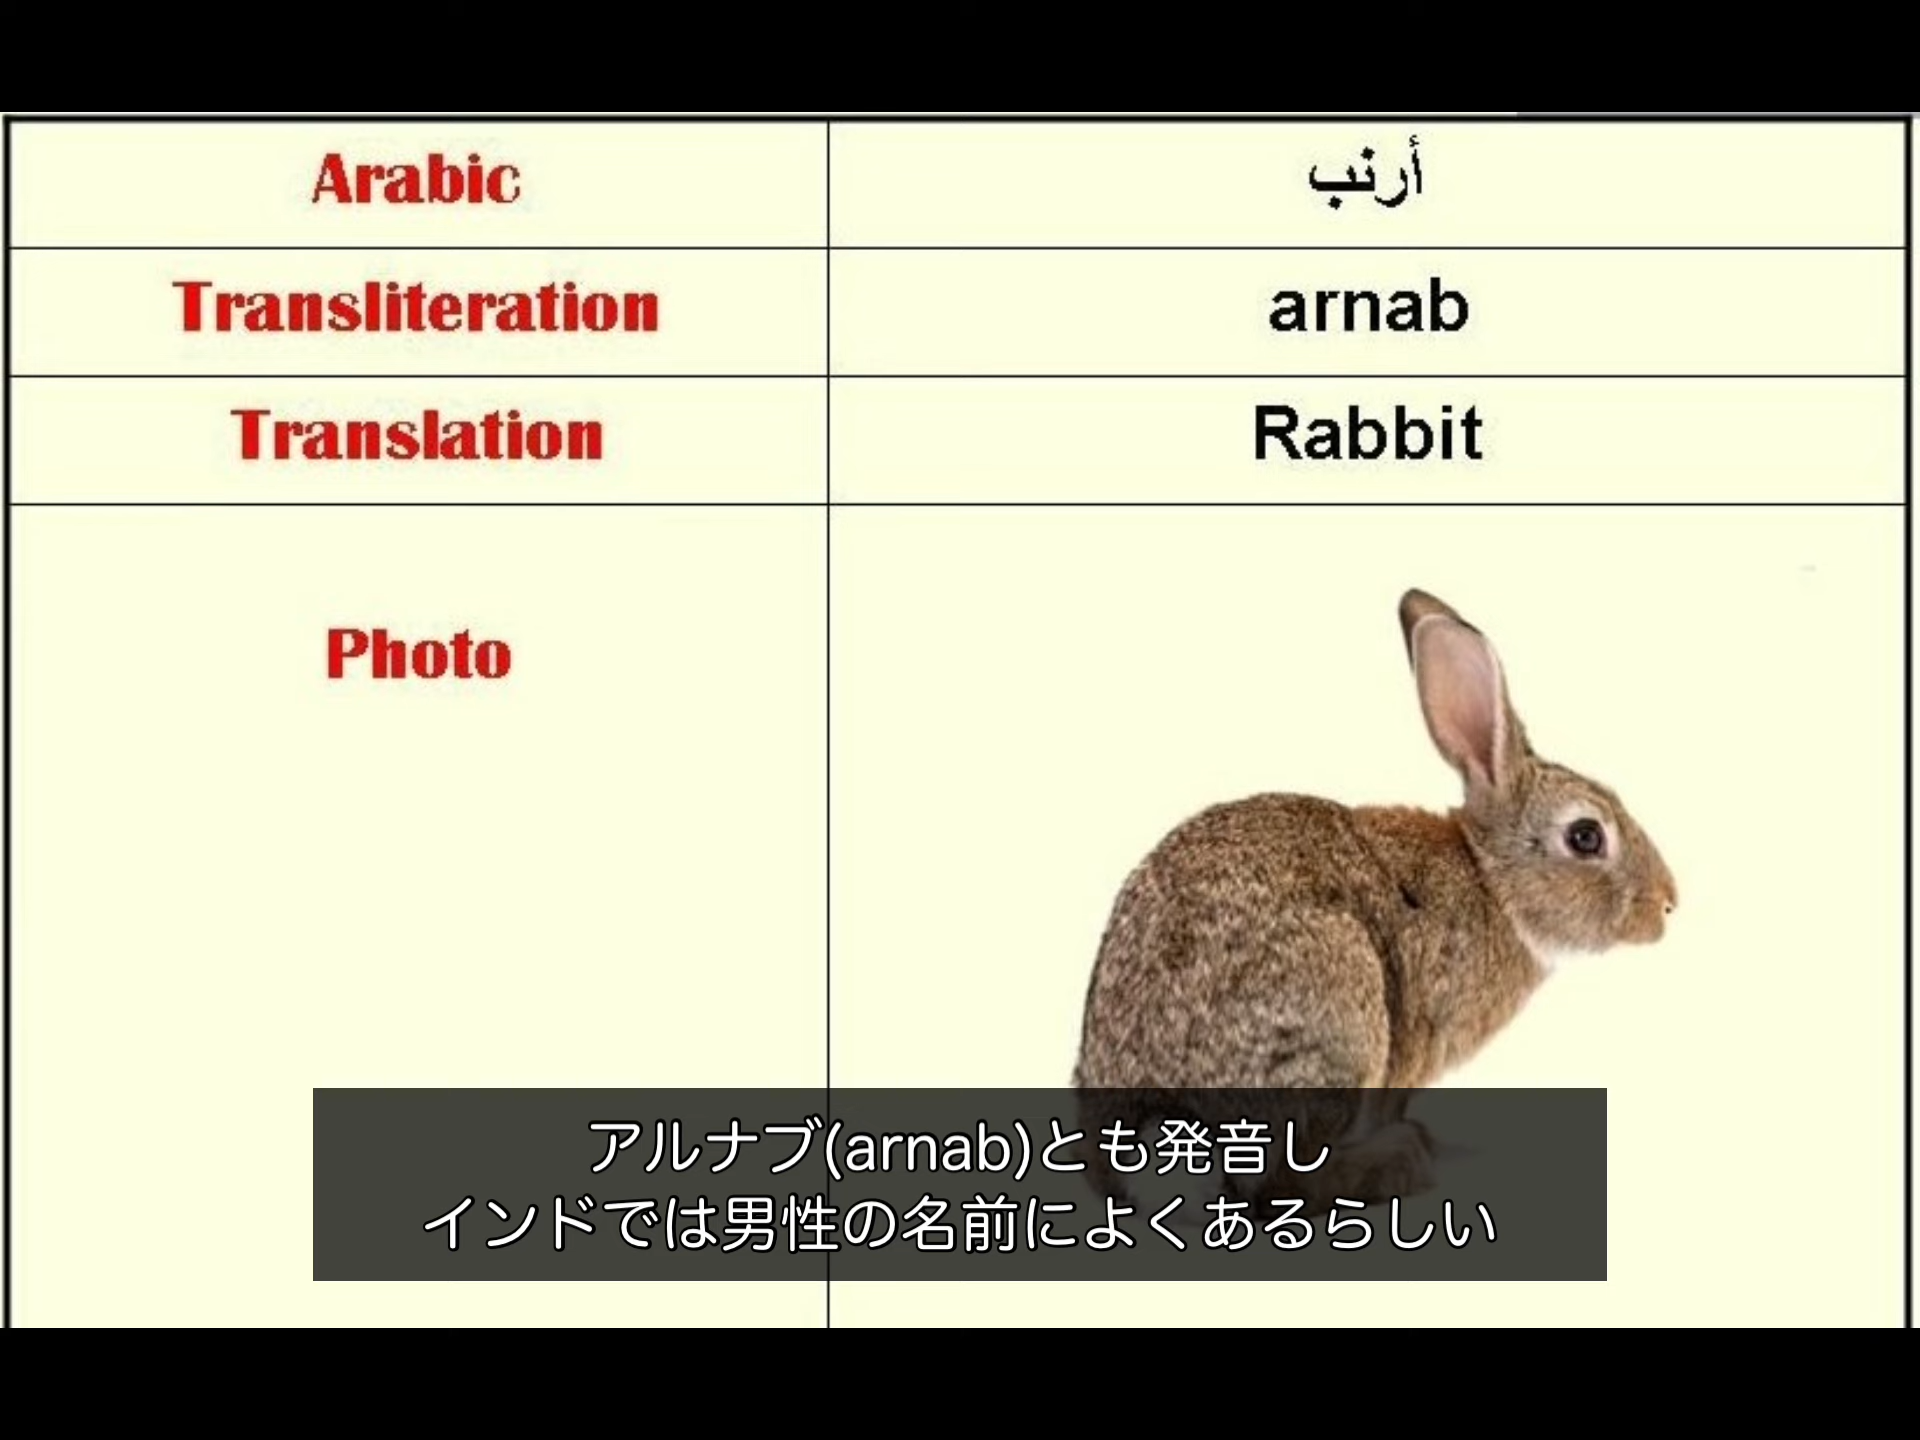 Arabic
أرنب
Transliteration
arnab
Translation
Rabbit
Photo
アルナブ(arnab)とも発音し
インドでは男性の名前によくあるらしい